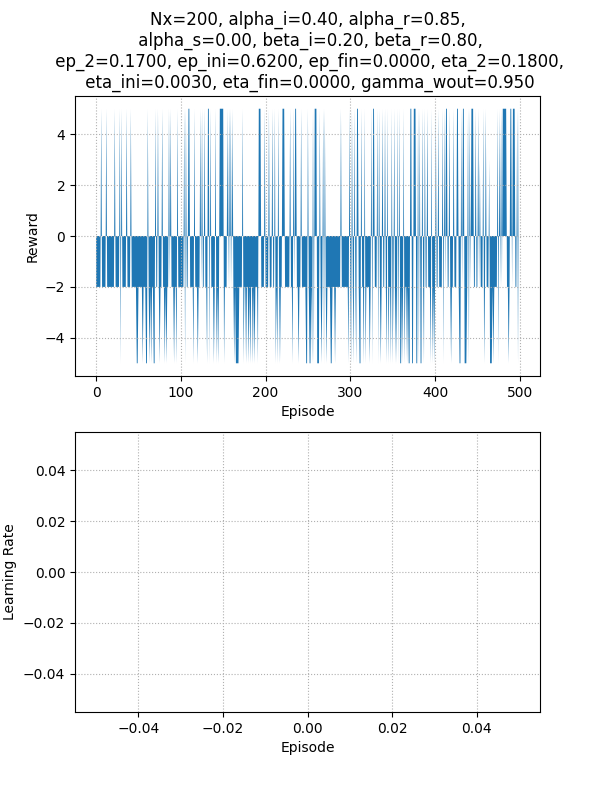 Nx=200, alpha_i=0.40, alpha_r=0.85,
alpha_s=0.00, beta_i=0.20, beta_r=0.80,
ep_2=0.1700, ep_ini=0.6200, ep_fin=0.0000, eta_2=0.1800,
eta_ini=0.0030, eta_fin=0.0000, gamma_wout=0.950
4
2
0
−2
−4
Reward
0 100 200 300 400 500
Episode
0.04
0.02
0.00
−0.02
−0.04
Learning Rate
−0.04 −0.02 0.00 0.02 0.04
Episode